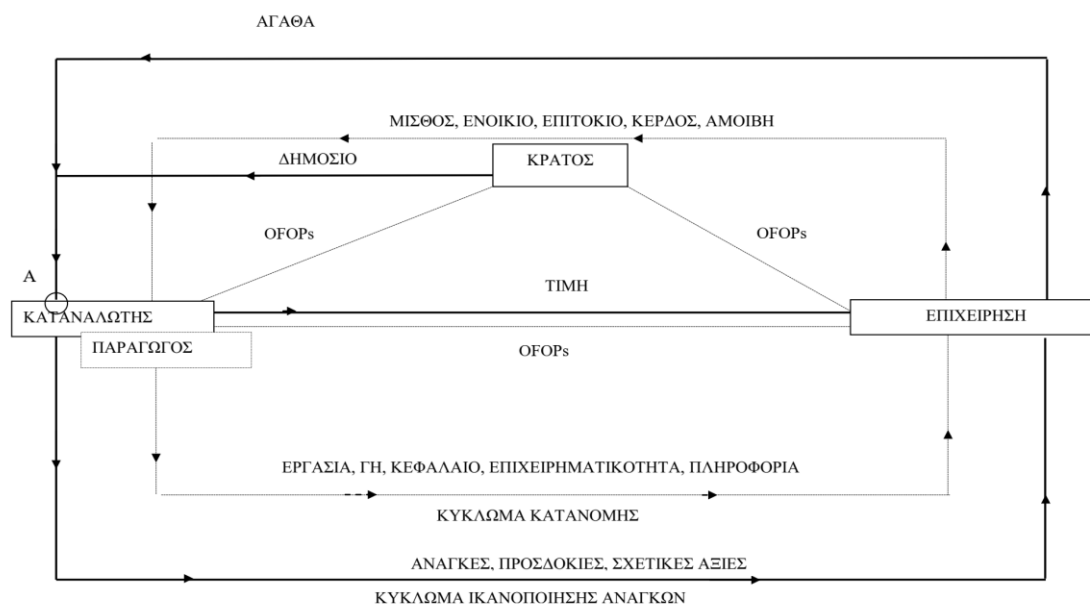 ΑΓΑΘΑ
ΜΙΣΘΟΣ, ΕΝΟΙΚΙΟ, ΕΠΙΤΟΚΙΟ, ΚΕΡΔΟΣ, ΑΜΟΙΒΗ
ΔΗΜΟΣΙΟ
ΚΡΑΤΟΣ
OFOPs
OFOPs
Α
ΤΙΜΗ
ΚΑΤΑΝΑΛΩΤΗΣ
ΕΠΙΧΕΙΡΗΣΗ
ΠΑΡΑΓΩΓΟΣ
OFOPs
ΕΡΓΑΣΙΑ, ΓΗ, ΚΕΦΑΛΑΙΟ, ΕΠΙΧΕΙΡΗΜΑΤΙΚΟΤΗΤΑ, ΠΛΗΡΟΦΟΡΙΑ
ΚΥΚΛΩΜΑ ΚΑΤΑΝΟΜΗΣ
ΑΝΑΓΚΕΣ, ΠΡΟΣΔΟΚΙΕΣ, ΣΧΕΤΙΚΕΣ ΑΞΙΕΣ
ΚΥΚΛΩΜΑ ΙΚΑΝΟΠΟΙΗΣΗΣ ΑΝΑΓΚΩΝ